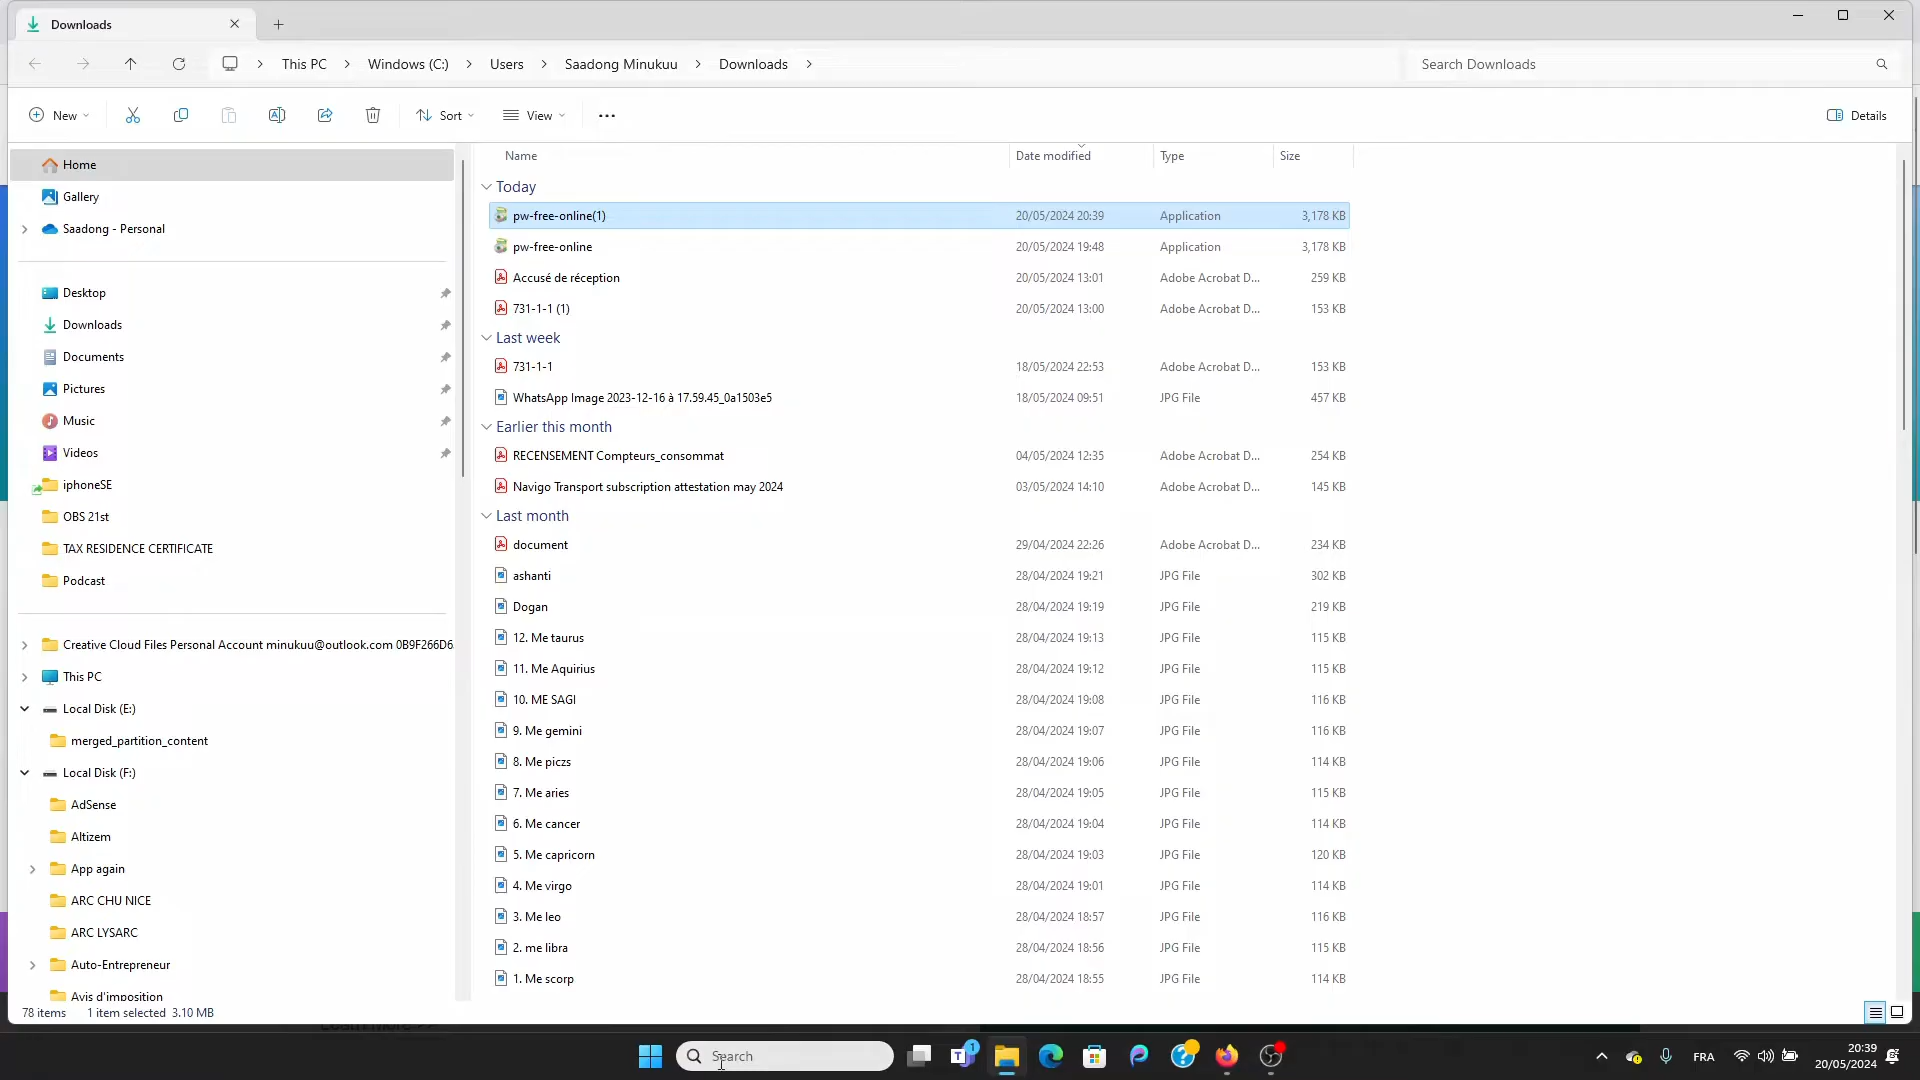 Downloads
This PC
Windows (C:)
Users
Saadong Minukuu
Downloads
Search Downloads
New
Sort
View
Details
Home
Gallery
Saadong - Personal
Desktop
Downloads
Documents
Pictures
Music
Videos
iphoneSE
OBS 21st
TAX RESIDENCE CERTIFICATE
Podcast
Creative Cloud Files Personal Account minukuu@outlook.com 0B9F266D6
This PC
Local Disk (E:)
merged_partition_content
Local Disk (F:)
AdSense
Altizem
App again
ARC CHU NICE
ARC LYSARC
Auto-Entrepreneur
Avis d'imposition
Name Date modified Type Size
Today
pw-free-online(1) 20/05/2024 20:39 Application 3,178 KB
pw-free-online 20/05/2024 19:48 Application 3,178 KB
Accusé de réception 20/05/2024 13:01 Adobe Acrobat D... 259 KB
731-1-1 (1) 20/05/2024 13:00 Adobe Acrobat D... 153 KB
Last week
731-1-1 18/05/2024 22:53 Adobe Acrobat D... 153 KB
WhatsApp Image 2023-12-16 à 17.59.45_0a1503e5 18/05/2024 09:51 JPG File 457 KB
Earlier this month
RECENSEMENT Compteurs_consommat 04/05/2024 12:35 Adobe Acrobat D... 254 KB
Navigo Transport subscription attestation may 2024 03/05/2024 14:10 Adobe Acrobat D... 145 KB
Last month
document 29/04/2024 22:26 Adobe Acrobat D... 234 KB
ashanti 28/04/2024 19:21 JPG File 302 KB
Dogan 28/04/2024 19:19 JPG File 219 KB
12. Me taurus 28/04/2024 19:13 JPG File 115 KB
11. Me Aquirius 28/04/2024 19:12 JPG File 115 KB
10. ME SAGI 28/04/2024 19:08 JPG File 116 KB
9. Me gemini 28/04/2024 19:07 JPG File 116 KB
8. Me piczs 28/04/2024 19:06 JPG File 114 KB
7. Me aries 28/04/2024 19:05 JPG File 115 KB
6. Me cancer 28/04/2024 19:04 JPG File 114 KB
5. Me capricorn 28/04/2024 19:03 JPG File 120 KB
4. Me virgo 28/04/2024 19:01 JPG File 114 KB
3. Me leo 28/04/2024 18:57 JPG File 116 KB
2. me libra 28/04/2024 18:56 JPG File 115 KB
1. Me scorp 28/04/2024 18:55 JPG File 114 KB
78 items 1 item selected 3.10 MB
Search
1
FRA
20:39
20/05/2024